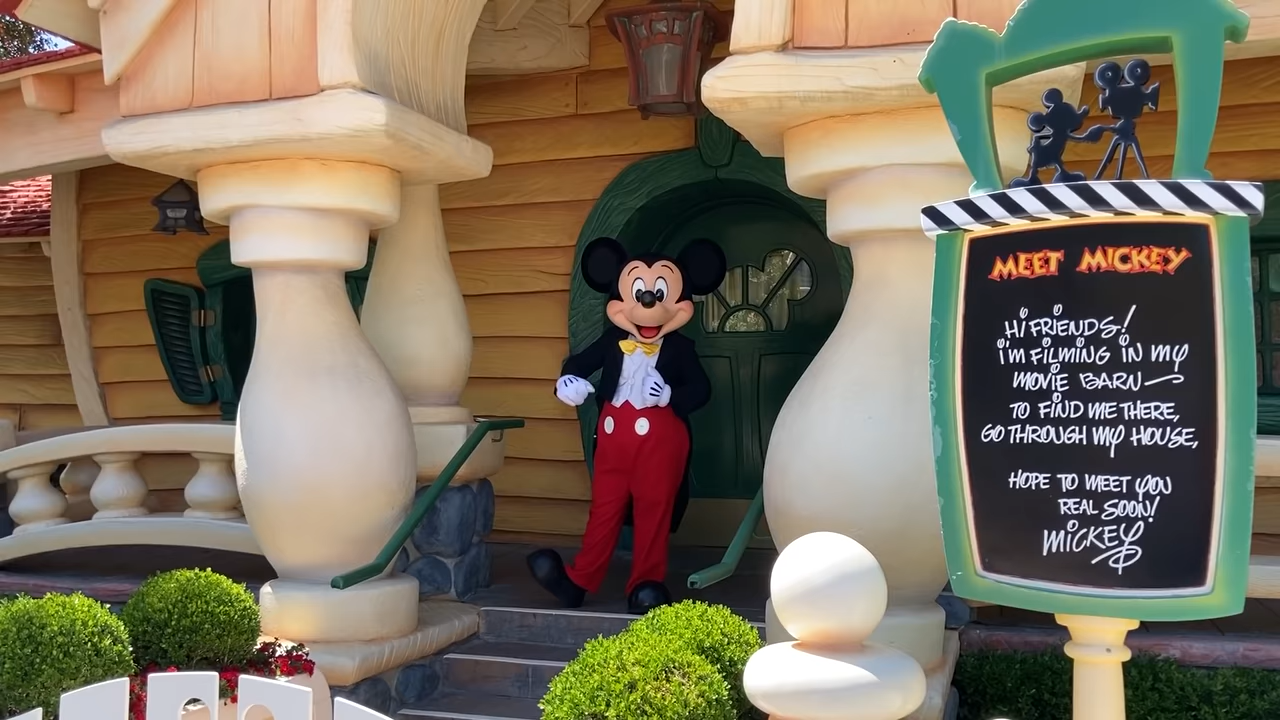 MEET MICKEY
Hi FRiENDS!
i'm FiLMiNG iN my
MOViE BARN
TO FiND ME THERE,
GO THROUGH my HOUSE,
HOPE TO MEET YOU
REAL SOON!
MiCKEY